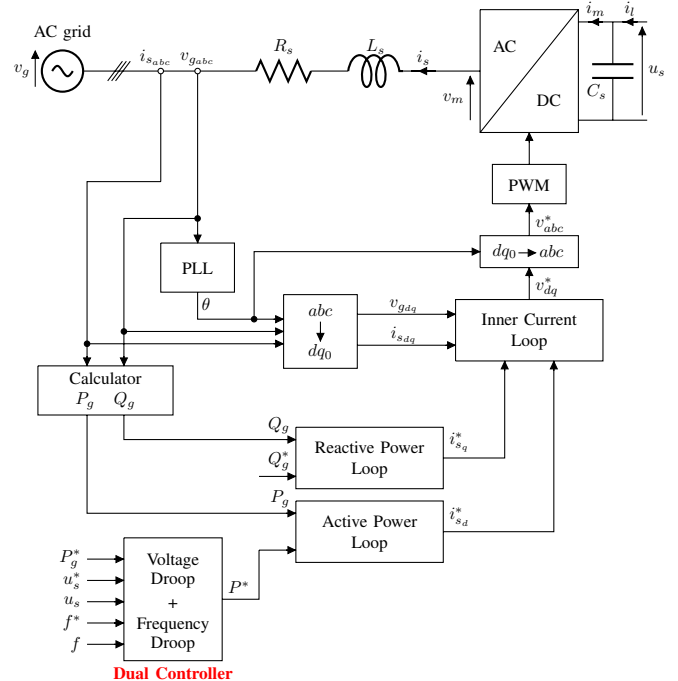 AC grid
v_g
i_{s_{abc}}
v_{g_{abc}}
R_s
L_s
i_s
v_m
AC
DC
i_m
i_l
C_s
u_s
PWM
v^*_{abc}
dq_0 → abc
v^*_{dq}
PLL
θ
abc
↓
dq_0
v_{g_{dq}}
i_{s_{dq}}
Inner Current
Loop
Calculator
P_g Q_g
Q_g
Q^*_g
Reactive Power
Loop
i^*_{s_q}
P_g
Active Power
Loop
i^*_{s_d}
P^*_g
u^*_s
u_s
f^*
f
Voltage
Droop
+
Frequency
Droop
P^*
Dual Controller